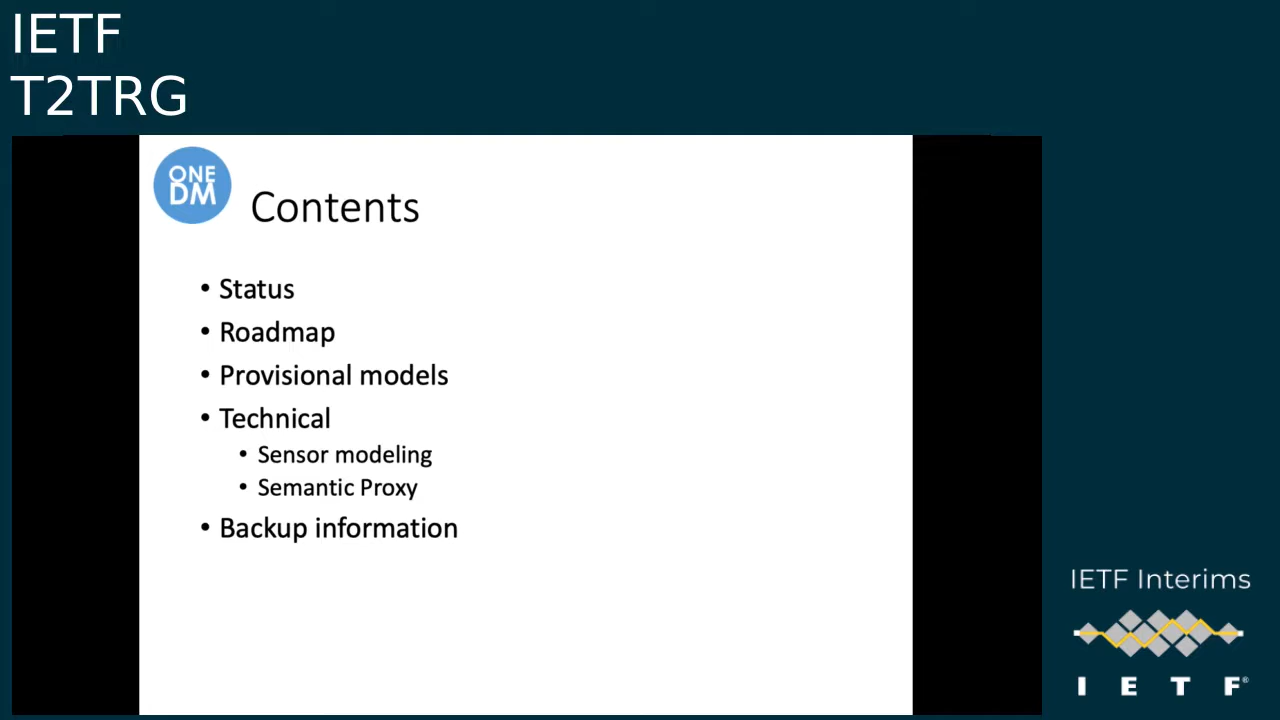 IETF
T2TRG
ONE
DM
Contents
• Status
• Roadmap
• Provisional models
• Technical
• Sensor modeling
• Semantic Proxy
• Backup information
IETF Interims
I E T F®